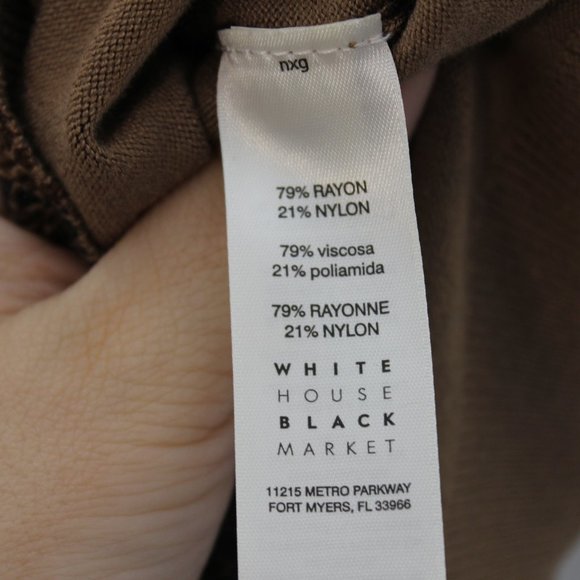 nxg
79% RAYON
21% NYLON
79% viscosa
21% poliamida
79% RAYONNE
21% NYLON
WHITE
HOUSE
BLACK
MARKET
11215 METRO PARKWAY
FORT MYERS, FL 33966